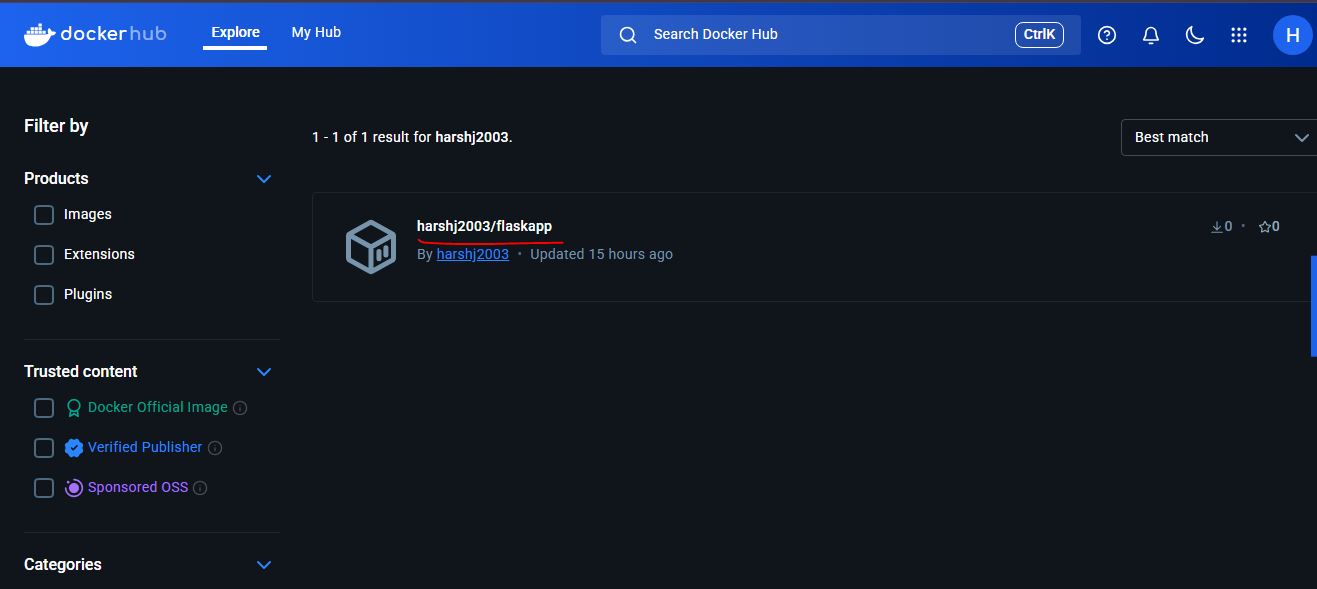 dockerhub Explore My Hub Search Docker Hub CtrlK H
Filter by
1 - 1 of 1 result for harshj2003.
Best match
Products
Images
Extensions
Plugins
harshj2003/flaskapp
0 • 0
By harshj2003 • Updated 15 hours ago
Trusted content
Docker Official Image
Verified Publisher
Sponsored OSS
Categories